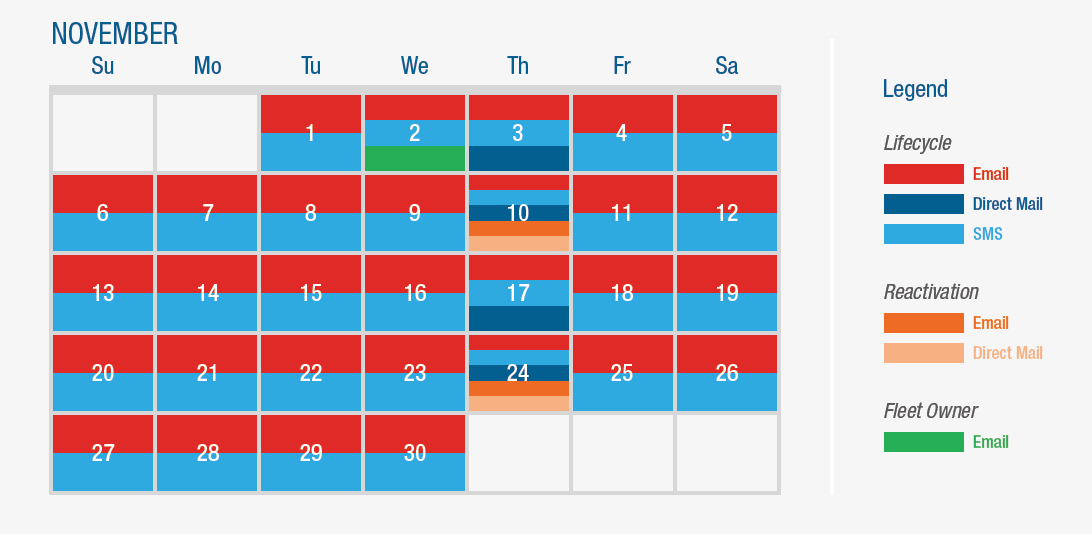 NOVEMBER
Su Mo Tu We Th Fr Sa
1 2 3 4 5
6 7 8 9 10 11 12
13 14 15 16 17 18 19
20 21 22 23 24 25 26
27 28 29 30
Legend
Lifecycle
Email
Direct Mail
SMS
Reactivation
Email
Direct Mail
Fleet Owner
Email